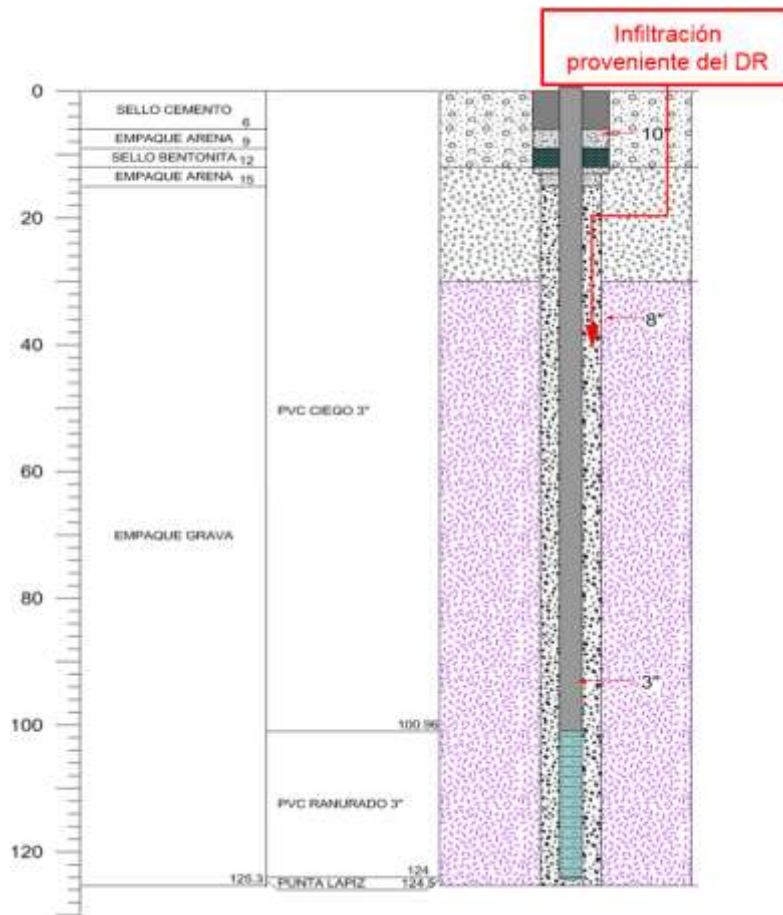 Infiltración
proveniente del DR
0
SELLO CEMENTO
6
EMPAQUE ARENA 9
SELLO BENTONITA 12
EMPAQUE ARENA 15
10"
20
8"
40
PVC CIEGO 3"
60
EMPAQUE GRAVA
80
3"
100
100.96
PVC RANURADO 3"
120
124
125.3
PUNTA LAPIZ 124.5